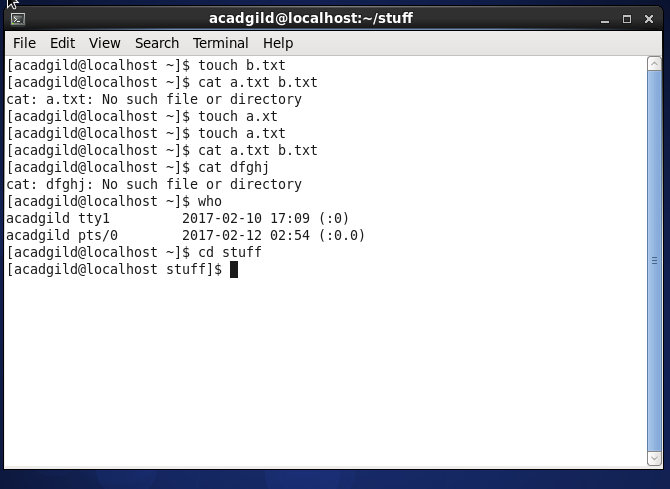 acadgild@localhost:~/stuff
File Edit View Search Terminal Help
[acadgild@localhost ~]$ touch b.txt
[acadgild@localhost ~]$ cat a.txt b.txt
cat: a.txt: No such file or directory
[acadgild@localhost ~]$ touch a.xt
[acadgild@localhost ~]$ touch a.txt
[acadgild@localhost ~]$ cat a.txt b.txt
[acadgild@localhost ~]$ cat dfghj
cat: dfghj: No such file or directory
[acadgild@localhost ~]$ who
acadgild tty1         2017-02-10 17:09 (:0)
acadgild pts/0        2017-02-12 02:54 (:0.0)
[acadgild@localhost ~]$ cd stuff
[acadgild@localhost stuff]$